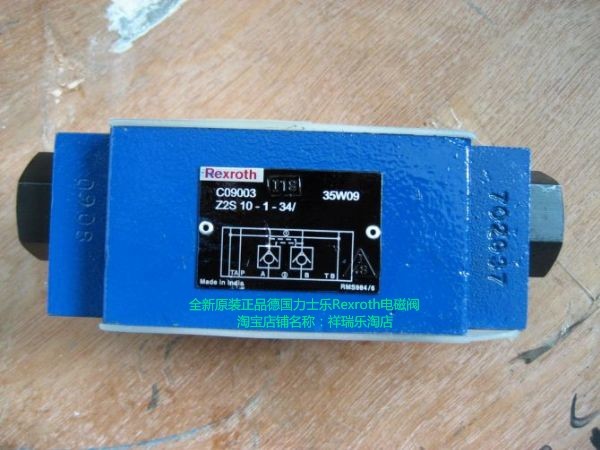 Rexroth
C09003 35W09
Z2S 10 - 1 - 34/
TA P A B T B
Made in India RMS984/6
0908
702937
全新原装正品德国力士乐Rexroth电磁阀
淘宝店铺名称：祥瑞乐淘店